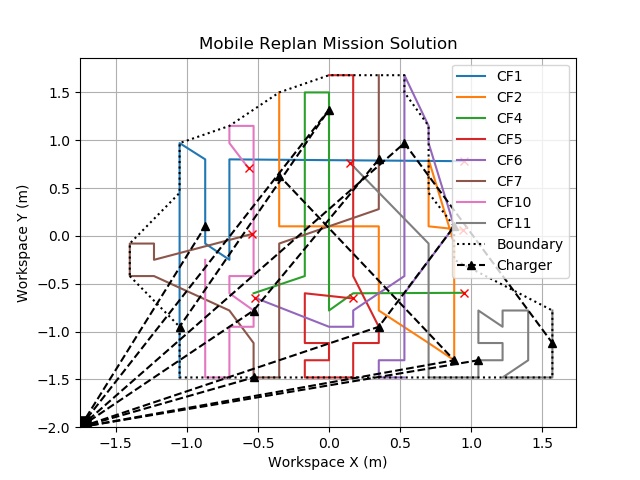 Mobile Replan Mission Solution
CF1
CF2
CF4
CF5
CF6
CF7
CF10
CF11
Boundary
Charger
1.5
1.0
0.5
0.0
−0.5
−1.0
−1.5
−2.0
Workspace Y (m)
−1.5
−1.0
−0.5
0.0
0.5
1.0
1.5
Workspace X (m)